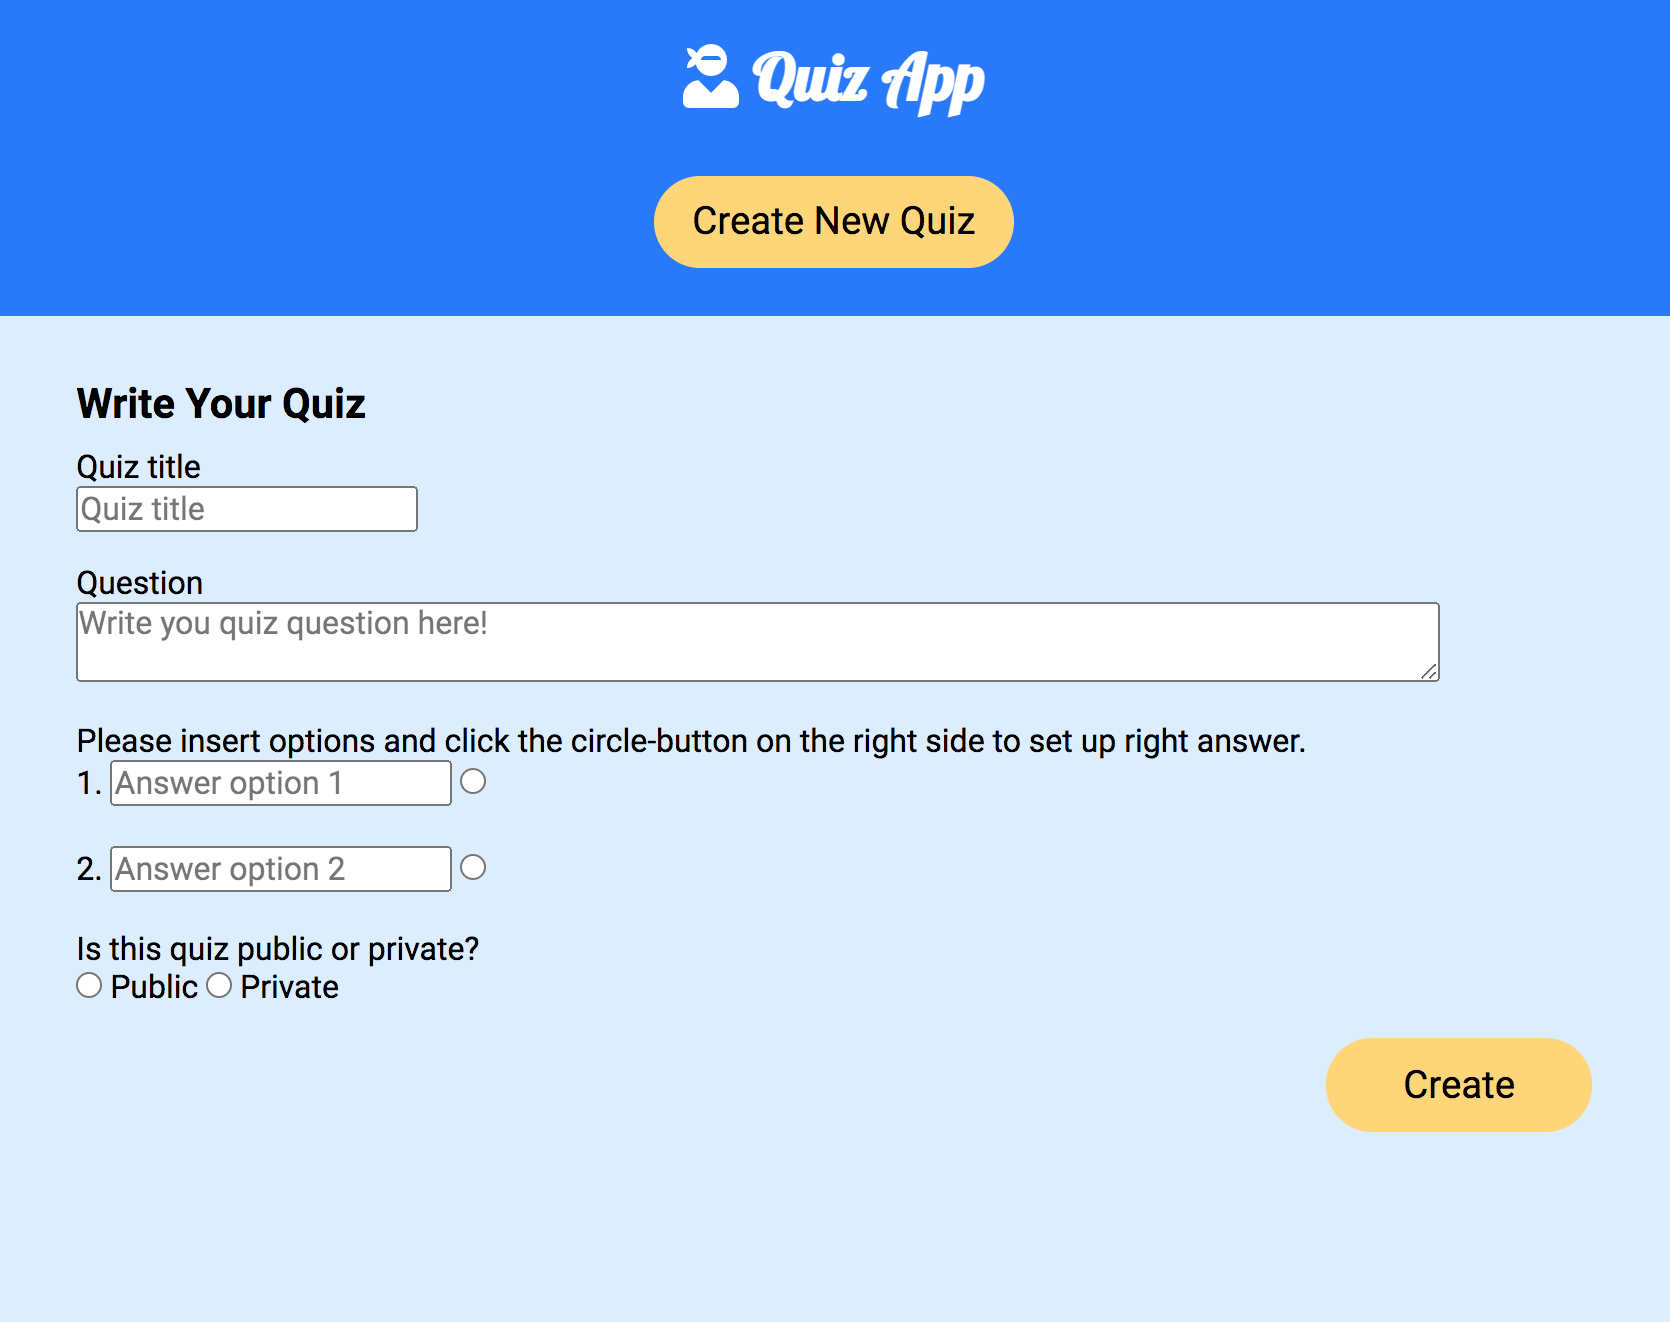 Quiz App
Create New Quiz
Write Your Quiz
Quiz title
Quiz title
Question
Write you quiz question here!
Please insert options and click the circle-button on the right side to set up right answer.
1. Answer option 1
2. Answer option 2
Is this quiz public or private?
Public Private
Create